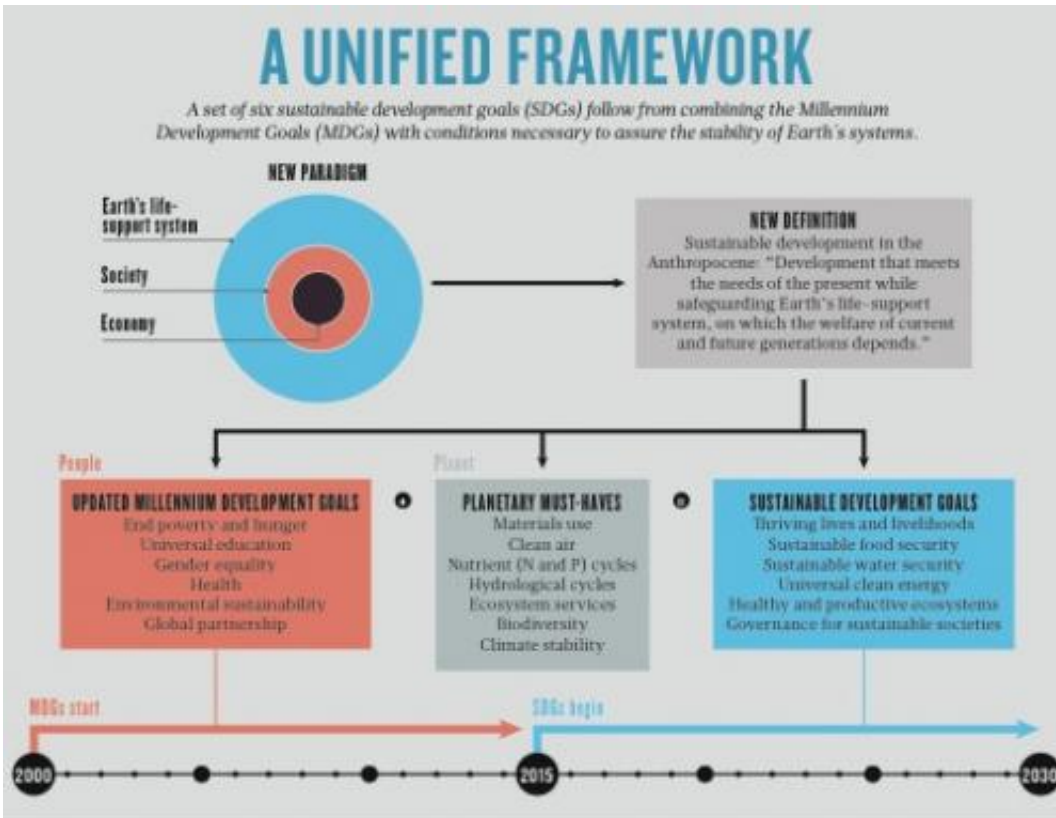 A UNIFIED FRAMEWORK
A set of six sustainable development goals (SDGs) follow from combining the Millennium
Development Goals (MDGs) with conditions necessary to assure the stability of Earth's systems.
NEW PARADIGM
Earth's life-
support system
Society
Economy
NEW DEFINITION
Sustainable development in the
Anthropocene: "Development that meets
the needs of the present while
safeguarding Earth's life-support
system, on which the welfare of current
and future generations depends."
People
UPDATED MILLENNIUM DEVELOPMENT GOALS
End poverty and hunger
Universal education
Gender equality
Health
Environmental sustainability
Global partnership
Planet
PLANETARY MUST-HAVES
Materials use
Clean air
Nutrient (N and P) cycles
Hydrological cycles
Ecosystem services
Biodiversity
Climate stability
SUSTAINABLE DEVELOPMENT GOALS
Thriving lives and livelihoods
Sustainable food security
Sustainable water security
Universal clean energy
Healthy and productive ecosystems
Governance for sustainable societies
MDGs start
SDGs begin
2000
2015
2030